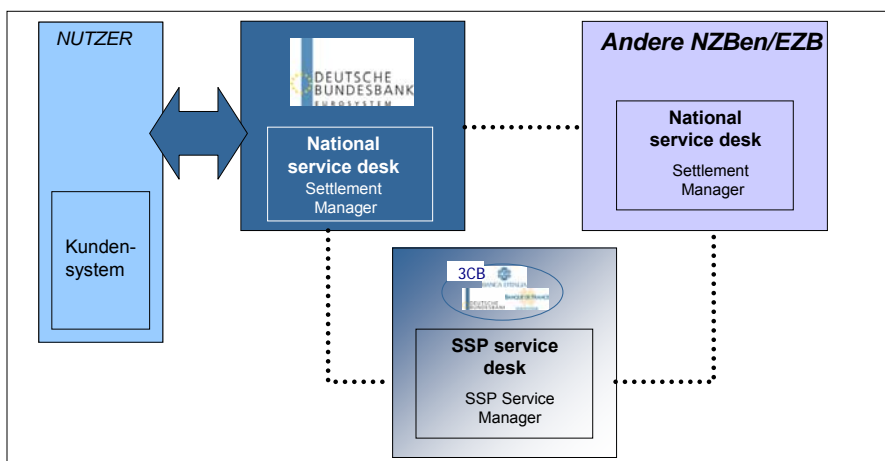 NUTZER
Kunden-
system
DEUTSCHE
BUNDESBANK
EUROSYSTEM
National
service desk
Settlement
Manager
Andere NZBen/EZB
National
service desk
Settlement
Manager
3CB
BANCA D'ITALIA
BANQUE DE FRANCE
DEUTSCHE
BUNDESBANK
SSP service
desk
SSP Service
Manager